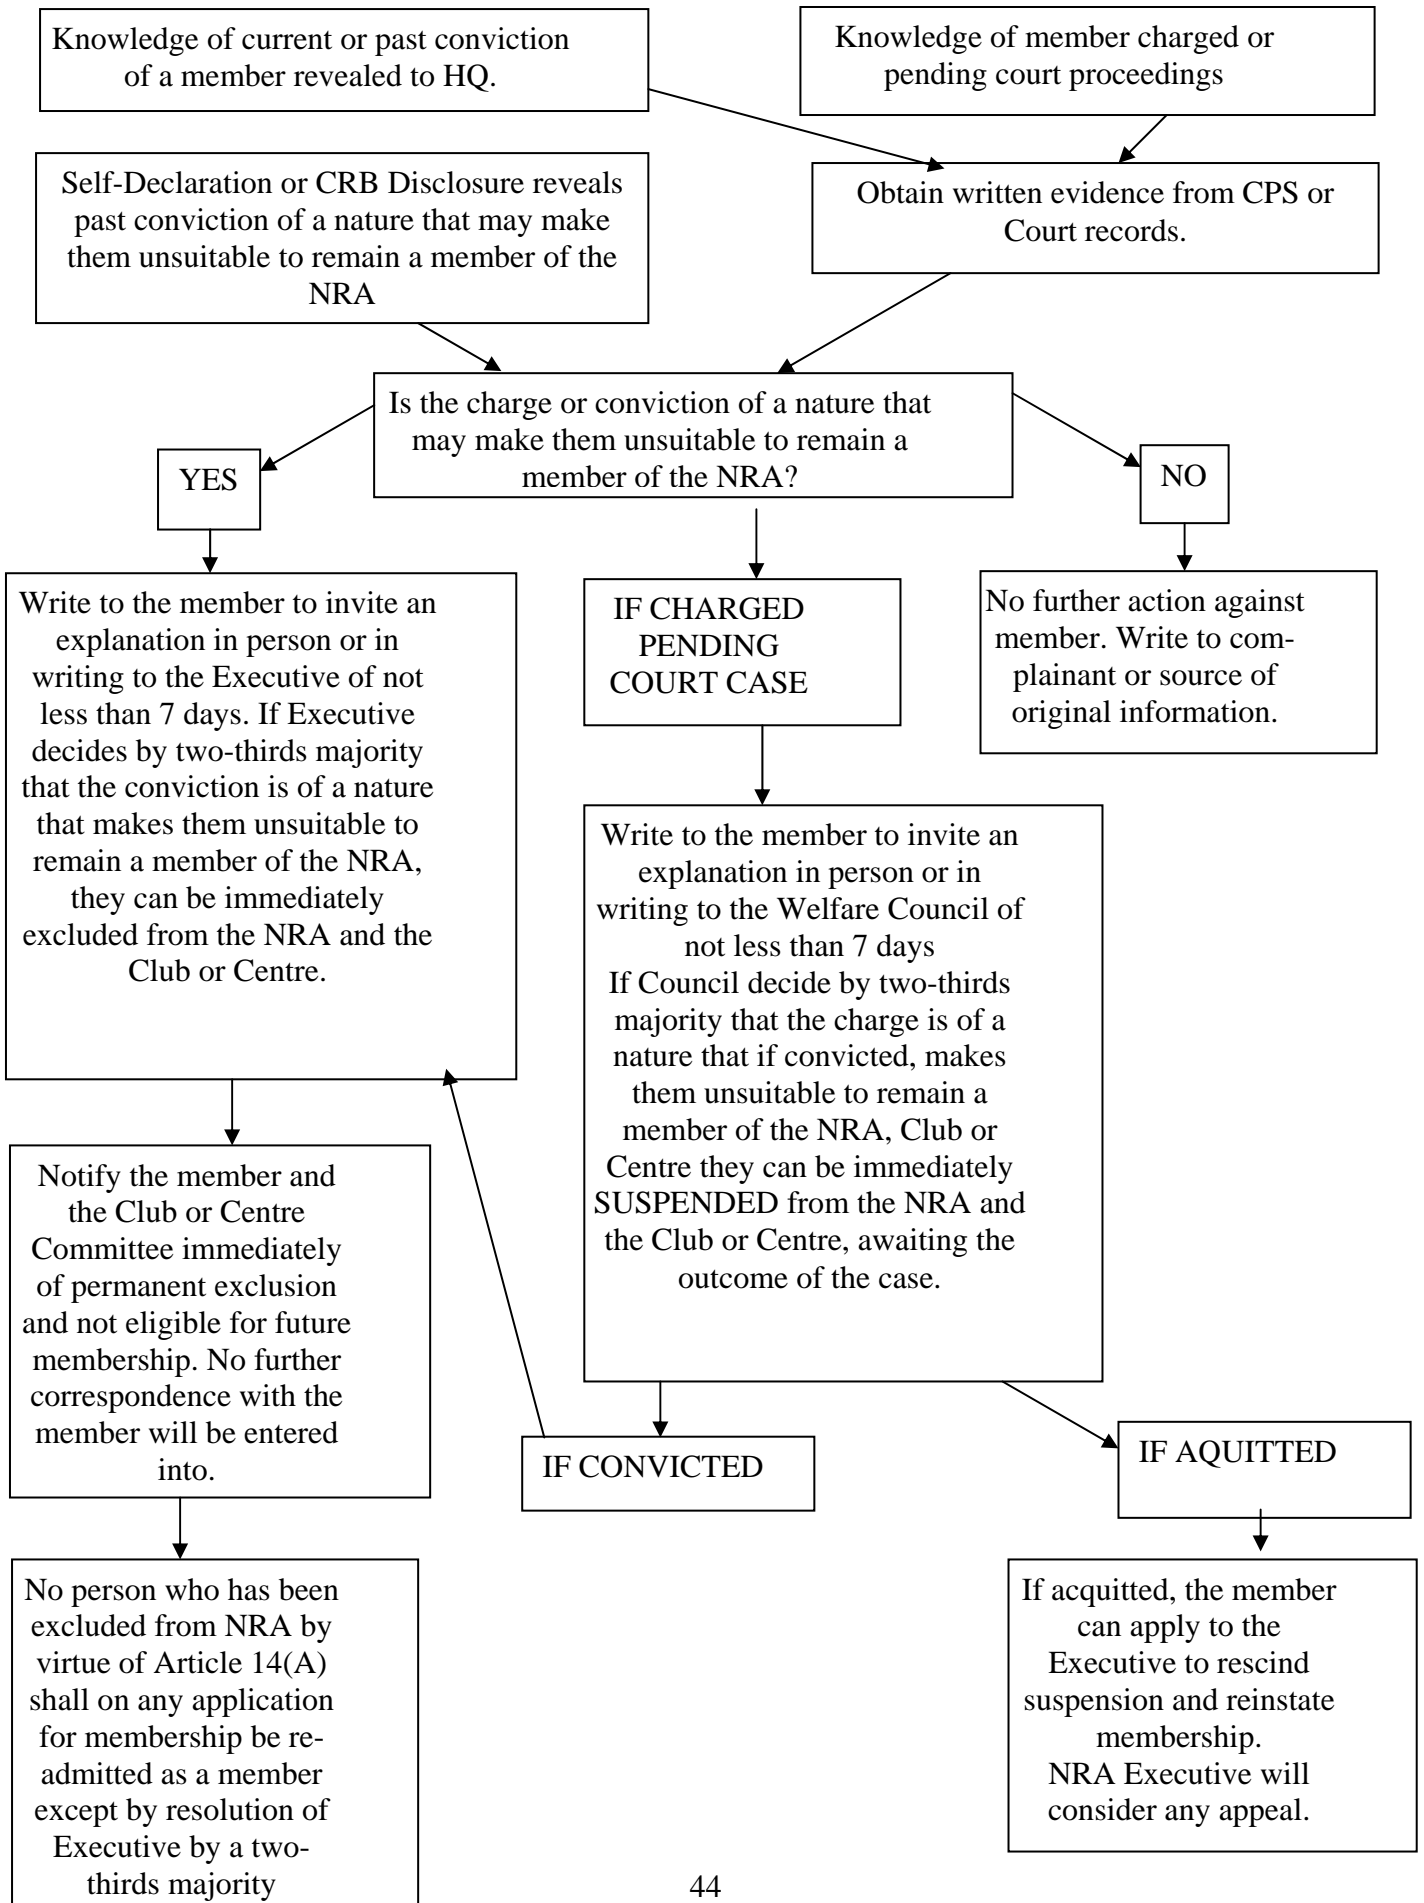 Knowledge of current or past conviction
of a member revealed to HQ.
Knowledge of member charged or
pending court proceedings
Self-Declaration or CRB Disclosure reveals
past conviction of a nature that may make
them unsuitable to remain a member of the
NRA
Obtain written evidence from CPS or
Court records.
Is the charge or conviction of a nature that
may make them unsuitable to remain a
member of the NRA?
YES
NO
Write to the member to invite an
explanation in person or in
writing to the Executive of not
less than 7 days. If Executive
decides by two-thirds majority
that the conviction is of a nature
that makes them unsuitable to
remain a member of the NRA,
they can be immediately
excluded from the NRA and the
Club or Centre.
IF CHARGED
PENDING
COURT CASE
No further action against
member. Write to com-
plainant or source of
original information.
Write to the member to invite an
explanation in person or in
writing to the Welfare Council of
not less than 7 days
If Council decide by two-thirds
majority that the charge is of a
nature that if convicted, makes
them unsuitable to remain a
member of the NRA, Club or
Centre they can be immediately
SUSPENDED from the NRA and
the Club or Centre, awaiting the
outcome of the case.
Notify the member and
the Club or Centre
Committee immediately
of permanent exclusion
and not eligible for future
membership. No further
correspondence with the
member will be entered
into.
IF CONVICTED
IF AQUITTED
No person who has been
excluded from NRA by
virtue of Article 14(A)
shall on any application
for membership be re-
admitted as a member
except by resolution of
Executive by a two-
thirds majority
If acquitted, the member
can apply to the
Executive to rescind
suspension and reinstate
membership.
NRA Executive will
consider any appeal.
44